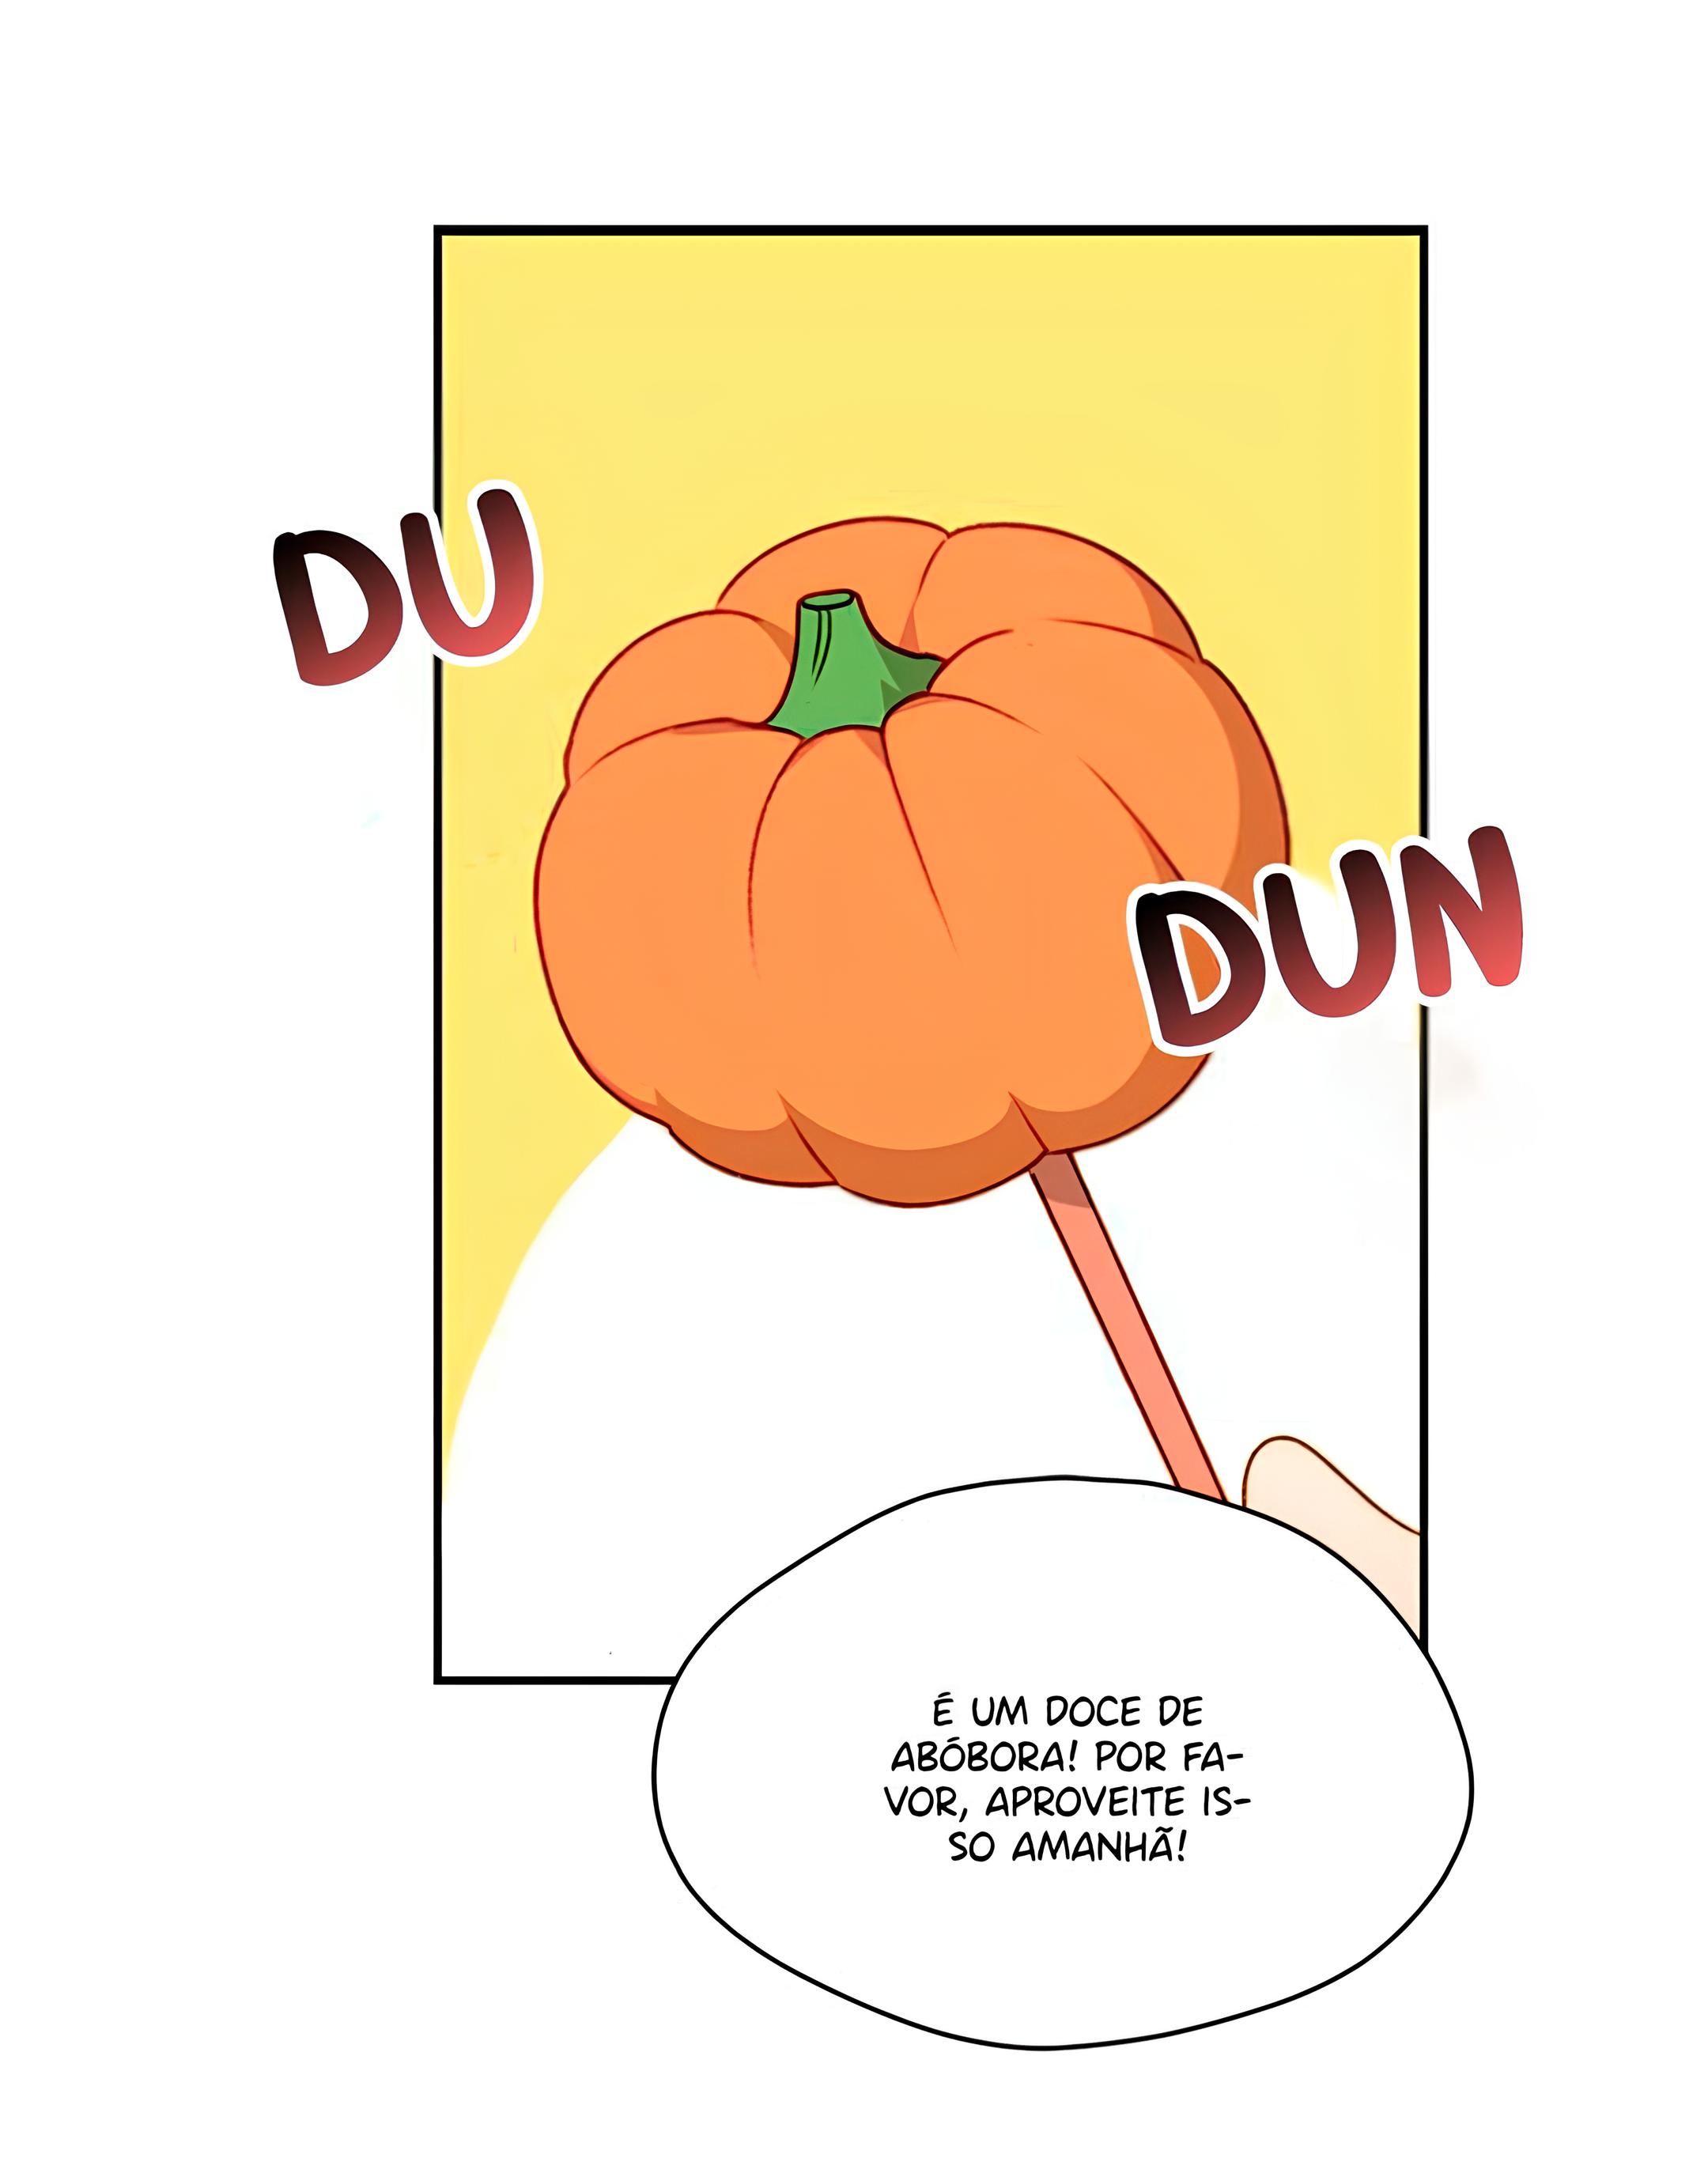 DU
DUN
É UM DOCE DE
ABÓBORA! POR FA-
VOR, APROVEITE IS-
SO AMANHÃ!